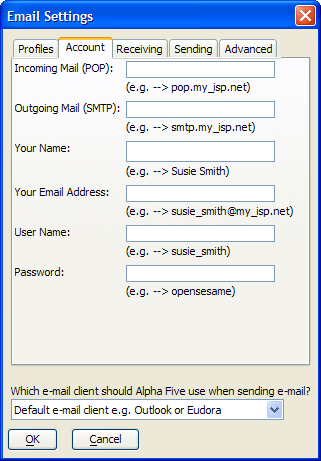 Email Settings
Profiles Account Receiving Sending Advanced
Incoming Mail (POP):
(e.g. --> pop.my_isp.net)
Outgoing Mail (SMTP):
(e.g. --> smtp.my_isp.net)
Your Name:
(e.g. --> Susie Smith)
Your Email Address:
(e.g. --> susie_smith@my_isp.net)
User Name:
(e.g. --> susie_smith)
Password:
(e.g. --> opensesame)
Which e-mail client should Alpha Five use when sending e-mail?
Default e-mail client e.g. Outlook or Eudora
OK Cancel